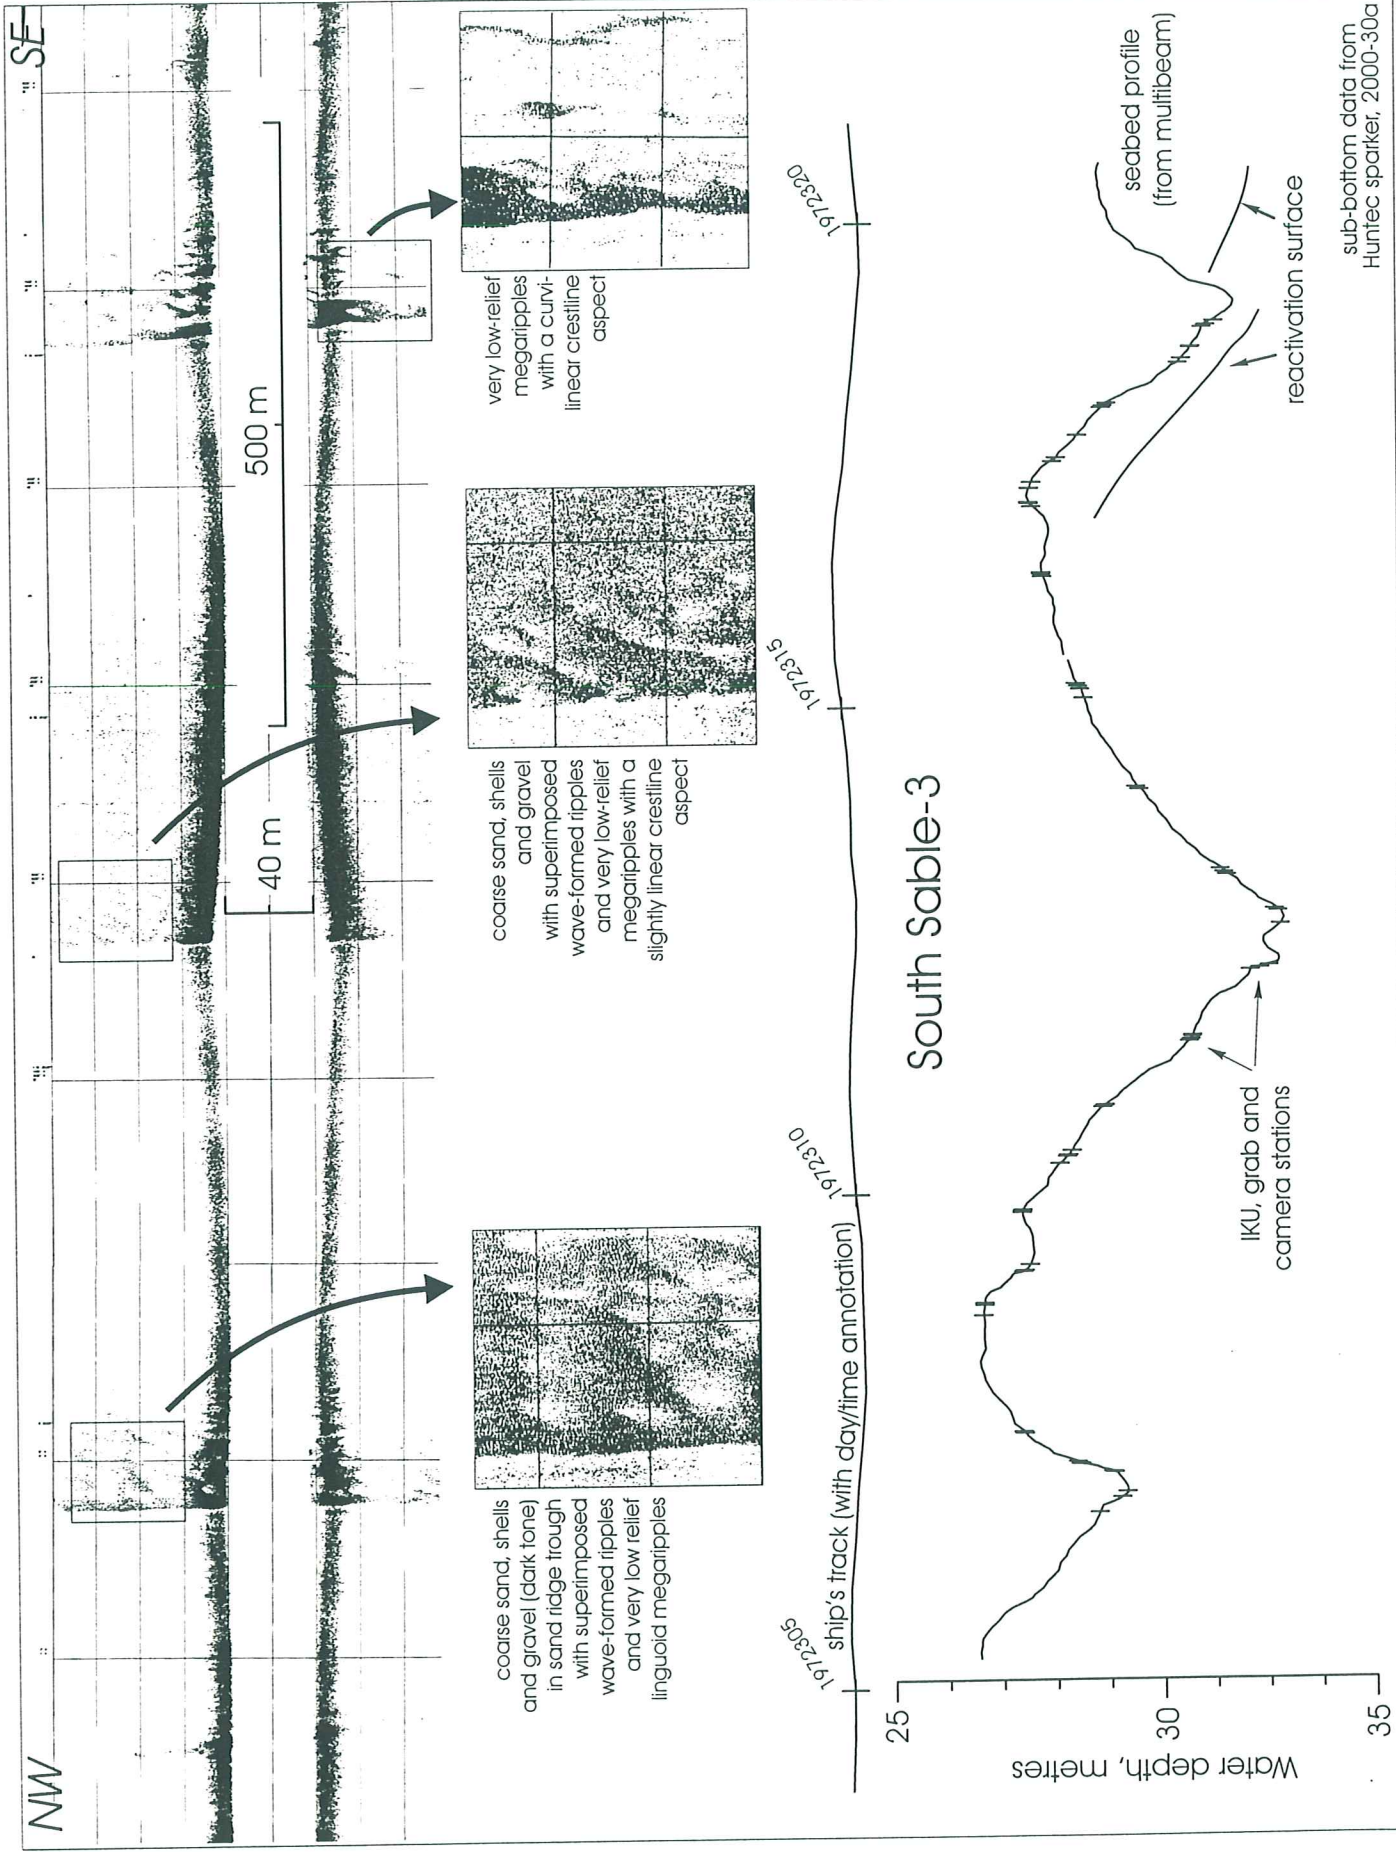 NW
SE
500 m
40 m
coarse sand, shells
and gravel (dark tone)
in sand ridge trough
with superimposed
wave-formed ripples
and very low relief
linguoid megaripples
coarse sand, shells
and gravel
with superimposed
wave-formed ripples
and very low-relief
megaripples with a
slightly linear crestline
aspect
very low-relief
megaripples
with a curvi-
linear crestline
aspect
1972305
1972310
1972315
1972320
ship's track (with day/time annotation)
South Sable-3
25
30
35
Water depth, metres
IKU, grab and
camera stations
seabed profile
(from multibeam)
reactivation surface
sub-bottom data from
Huntec sparker, 2000-30a